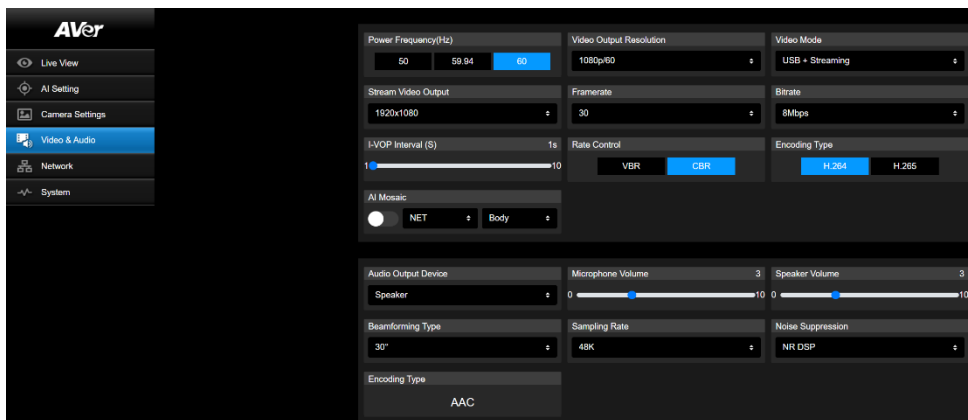 AVer
Live View
AI Setting
Camera Settings
Video & Audio
Network
System
Power Frequency(Hz)
50 59.94 60
Video Output Resolution
1080p/60
Video Mode
USB + Streaming
Stream Video Output
1920x1080
Framerate
30
Bitrate
8Mbps
I-VOP Interval (S) 1s
1 10
Rate Control
VBR CBR
Encoding Type
H.264 H.265
AI Mosaic
NET Body
Audio Output Device
Speaker
Microphone Volume 3
0 10
Speaker Volume 3
0 10
Beamforming Type
30°
Sampling Rate
48K
Noise Suppression
NR DSP
Encoding Type
AAC